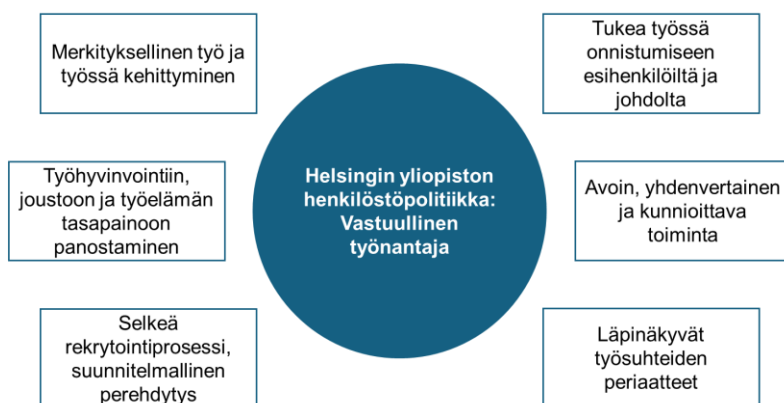 Merkityksellinen työ ja
työssä kehittyminen
Tukea työssä
onnistumiseen
esihenkilöiltä ja
johdolta
Työhyvinvointiin,
joustoon ja työelämän
tasapainoon
panostaminen
Helsingin yliopiston
henkilöstöpolitiikka:
Vastuullinen
työnantaja
Avoin, yhdenvertainen
ja kunnioittava
toiminta
Selkeä
rekrytointiprosessi,
suunnitelmallinen
perehdytys
Läpinäkyvät
työsuhteiden
periaatteet